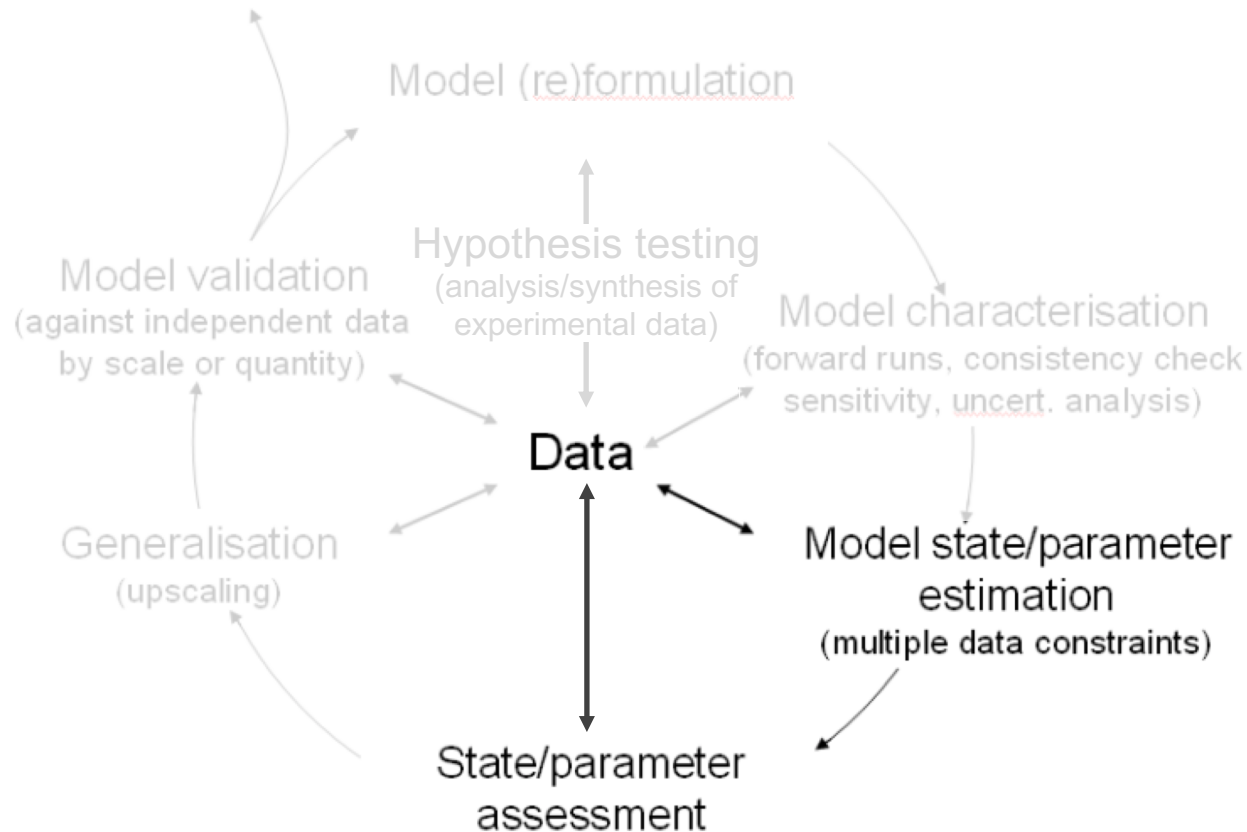 Model (re)formulation
Hypothesis testing
(analysis/synthesis of
experimental data)
Model validation
(against independent data
by scale or quantity)
Model characterisation
(forward runs, consistency check
sensitivity, uncert. analysis)
Data
Generalisation
(upscaling)
Model state/parameter
estimation
(multiple data constraints)
State/parameter
assessment